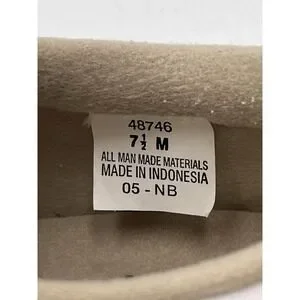 48746
7½ M
ALL MAN MADE MATERIALS
MADE IN INDONESIA
05 - NB